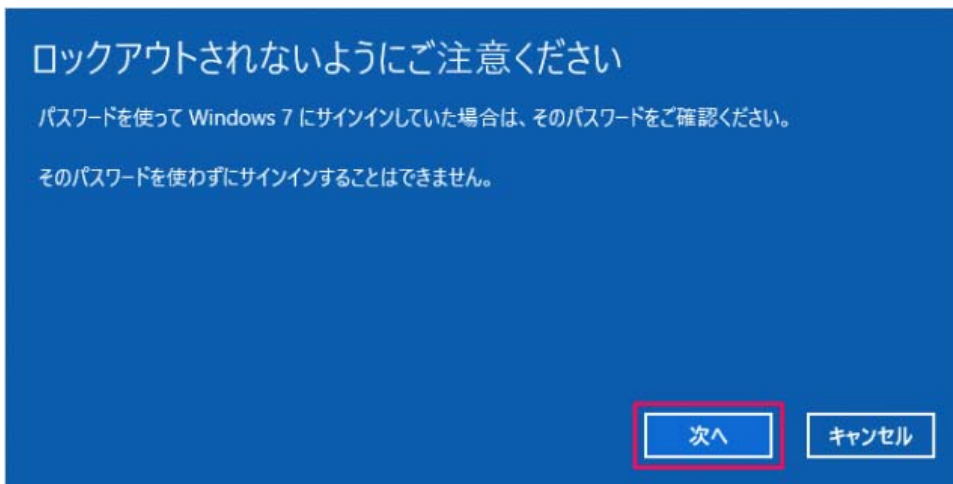 ロックアウトされないようにご注意ください
パスワードを使って Windows 7 にサインインしていた場合は、そのパスワードをご確認ください。
そのパスワードを使わずにサインインすることはできません。
次へ
キャンセル